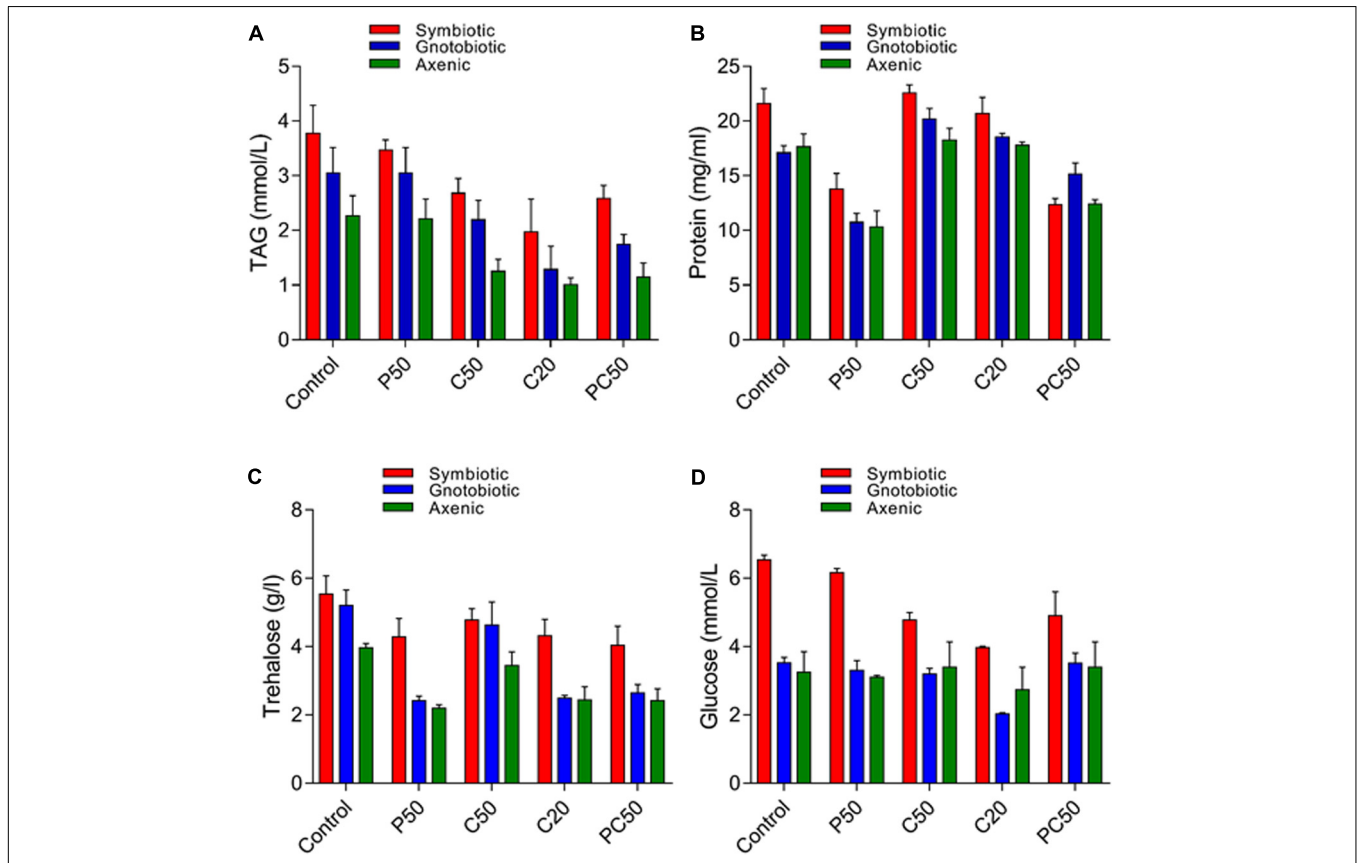 A
Symbiotic
Gnotobiotic
Axenic
5
4
3
2
1
0
TAG (mmol/L)
Control
P50
C50
C20
PC50
B
Symbiotic
Gnotobiotic
Axenic
25
20
15
10
5
0
Protein (mg/ml)
Control
P50
C50
C20
PC50
C
Symbiotic
Gnotobiotic
Axenic
8
6
4
2
0
Trehalose (g/l)
Control
P50
C50
C20
PC50
D
Symbiotic
Gnotobiotic
Axenic
8
6
4
2
0
Glucose (mmol/L
Control
P50
C50
C20
PC50